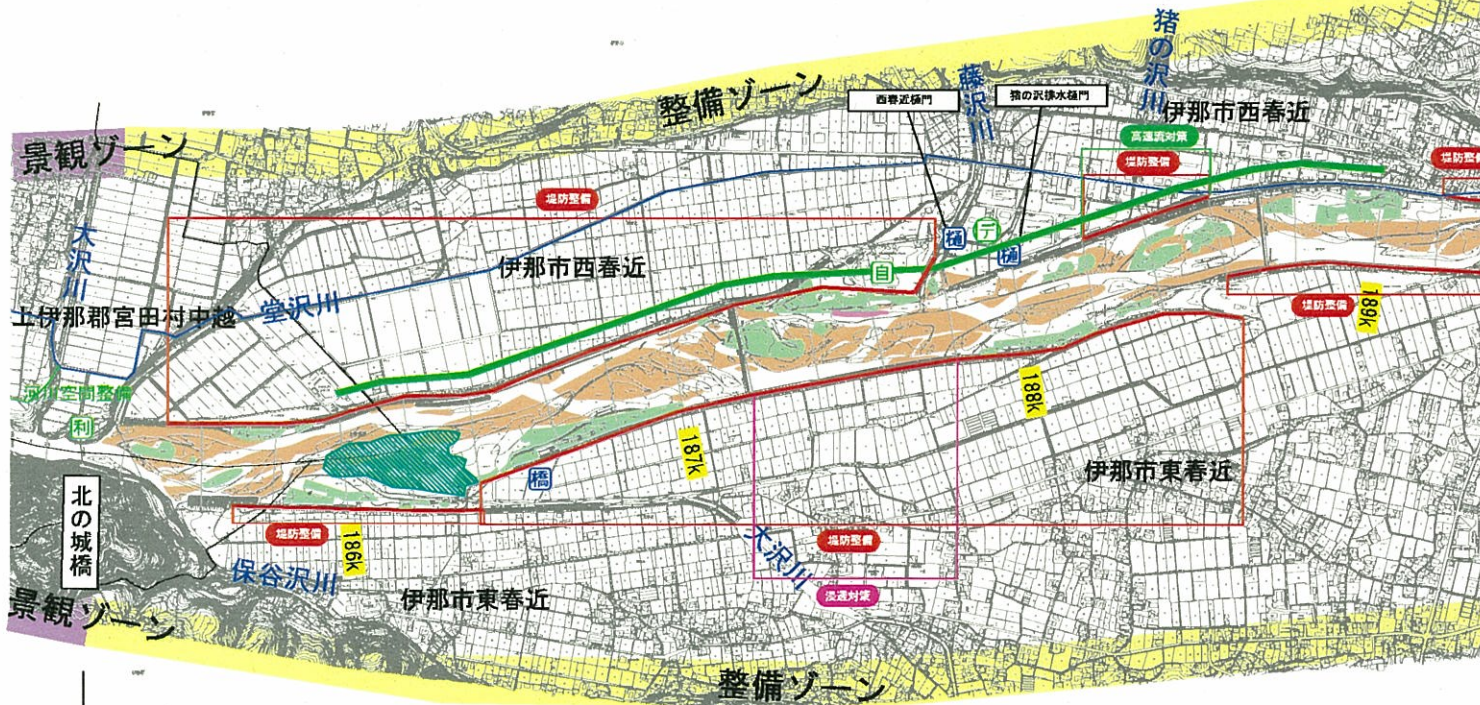 猪の沢川
整備ゾーン
藤沢川
西春近樋門
猪の沢排水樋門
伊那市西春近
高速流対策
堤防整備
堤防整備
景観ゾーン
堤防整備
大沢川
樋
デ
樋
伊那市西春近
自
堤防整備
189k
堂沢川
上伊那郡宮田村中越
河川空間整備
利
188k
187k
橋
伊那市東春近
北の城橋
堤防整備
186k
大沢川
堤防整備
保谷沢川
浸透対策
伊那市東春近
景観ゾーン
整備ゾーン